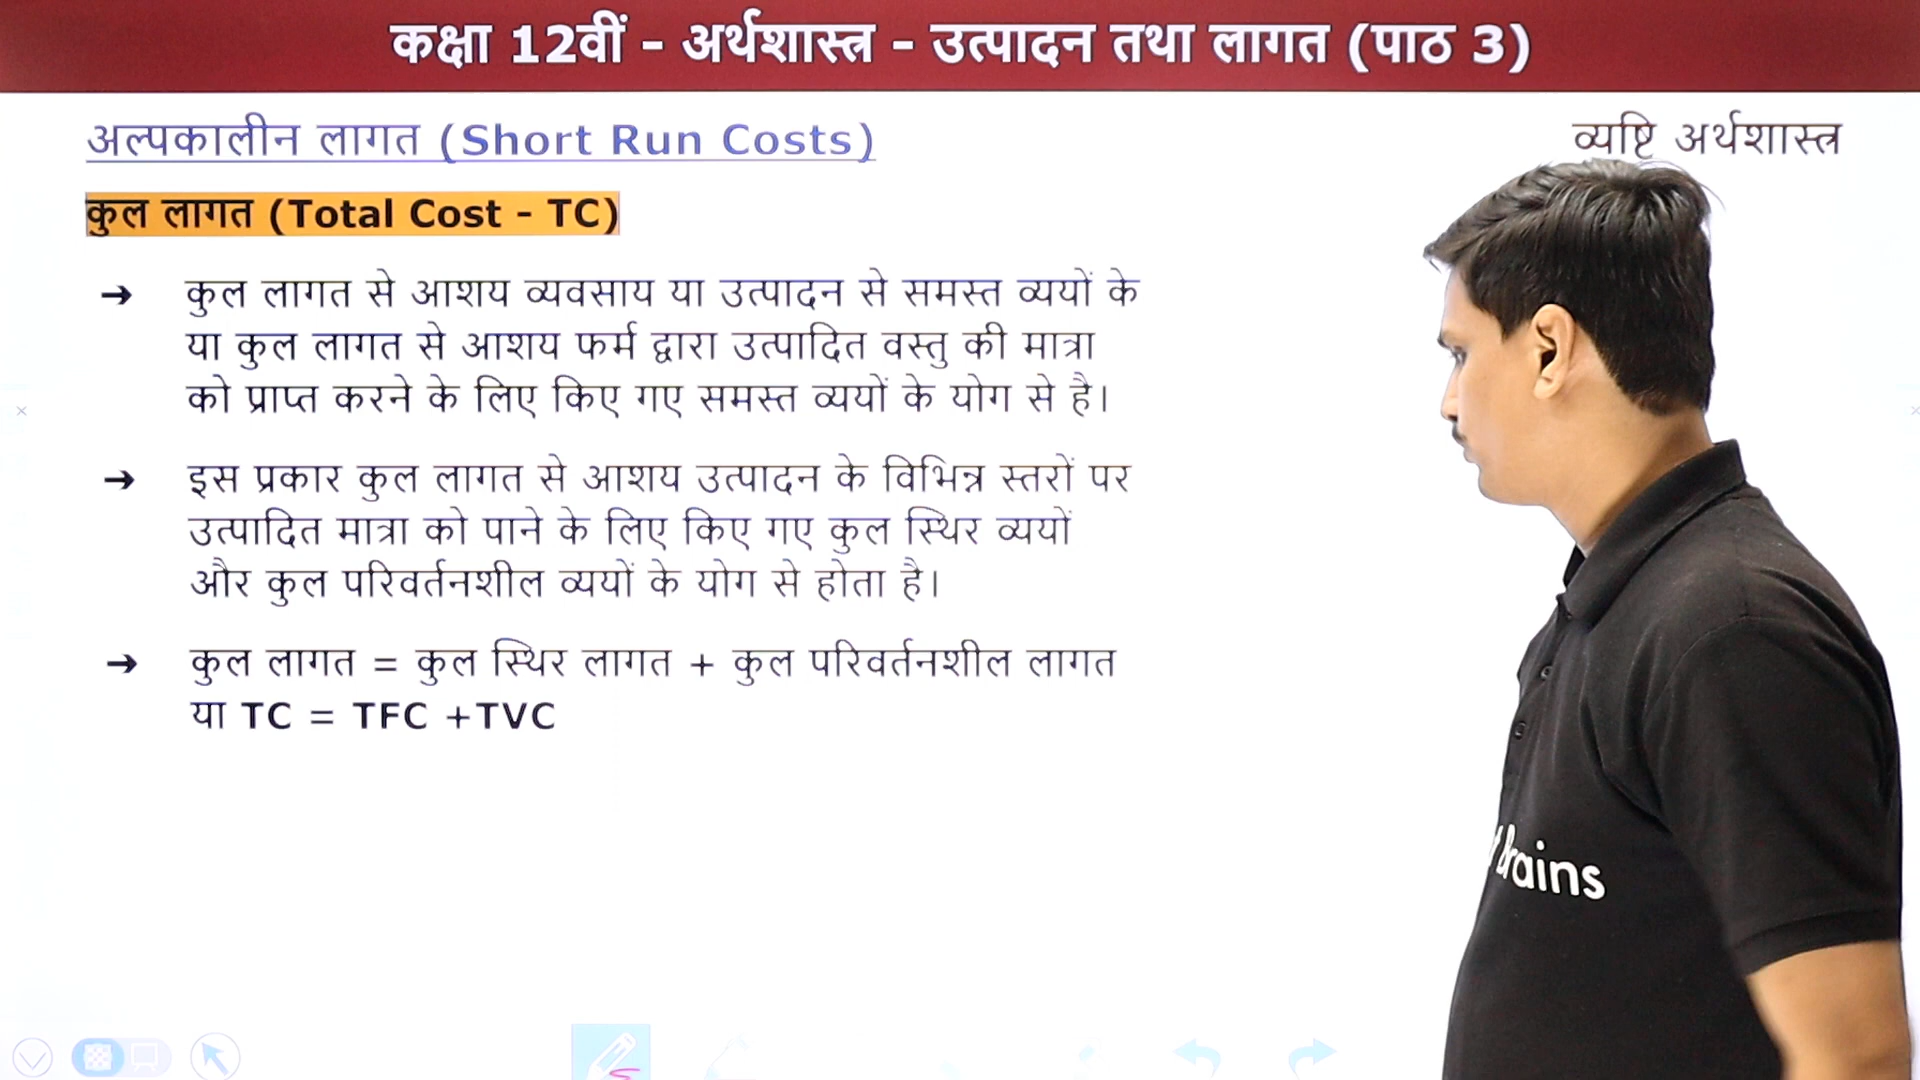 कक्षा 12वीं - अर्थशास्त्र - उत्पादन तथा लागत (पाठ 3)
अल्पकालीन लागत (Short Run Costs)
व्यष्टि अर्थशास्त्र
कुल लागत (Total Cost - TC)
➔ कुल लागत से आशय व्यवसाय या उत्पादन से समस्त व्ययों के
या कुल लागत से आशय फर्म द्वारा उत्पादित वस्तु की मात्रा
को प्राप्त करने के लिए किए गए समस्त व्ययों के योग से है।
➔ इस प्रकार कुल लागत से आशय उत्पादन के विभिन्न स्तरों पर
उत्पादित मात्रा को पाने के लिए किए गए कुल स्थिर व्ययों
और कुल परिवर्तनशील व्ययों के योग से होता है।
➔ कुल लागत = कुल स्थिर लागत + कुल परिवर्तनशील लागत
या TC = TFC +TVC
Brains